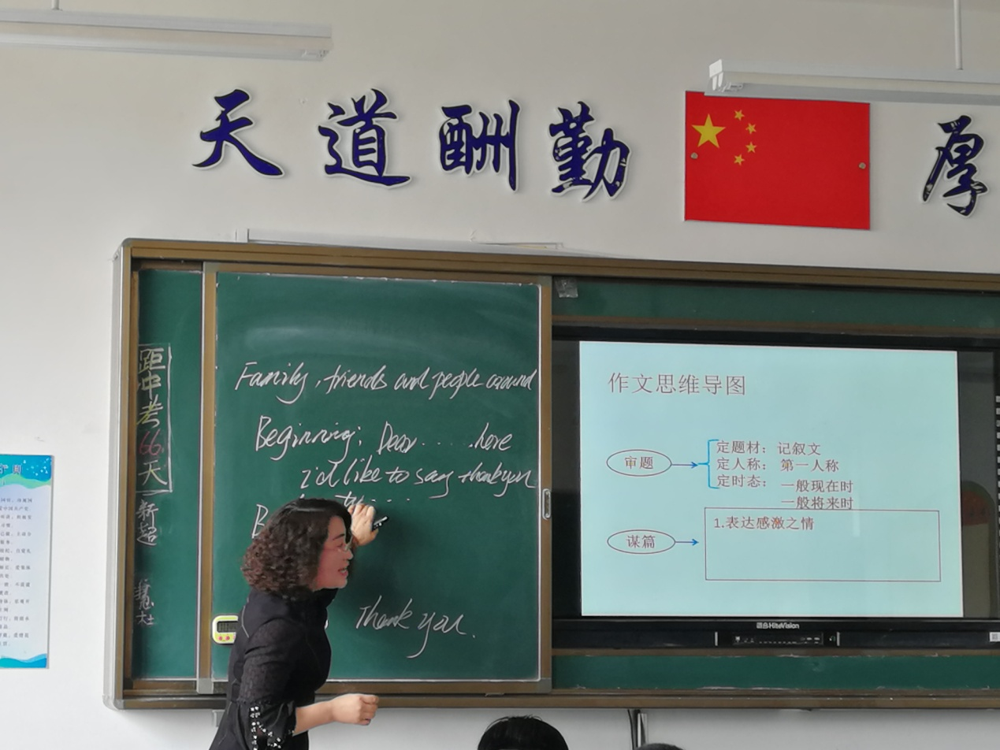 天道酬勤
厚
距中考66天
新超
Family, friends and people around
Beginning: Dear ..... here
I'd like to say thank you
to ....
B
Thank you.
作文思维导图
审题
定题材: 记叙文
定人称: 第一人称
定时态: 一般现在时
一般将来时
谋篇
1.表达感激之情
HiteVision